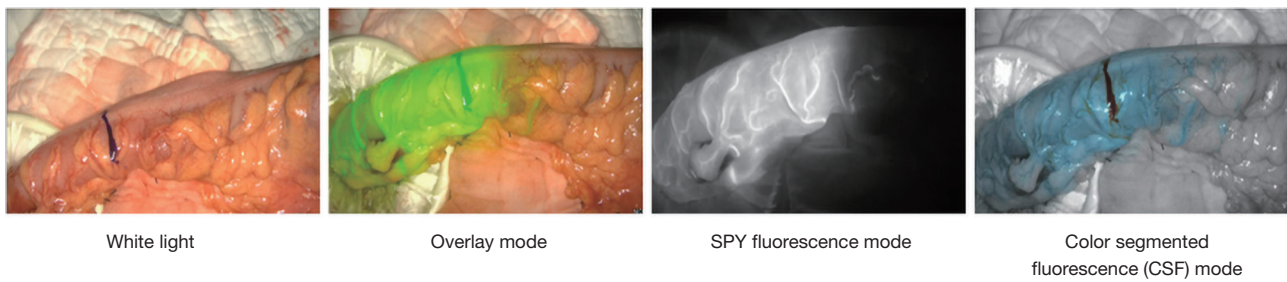 White light
Overlay mode
SPY fluorescence mode
Color segmented
fluorescence (CSF) mode